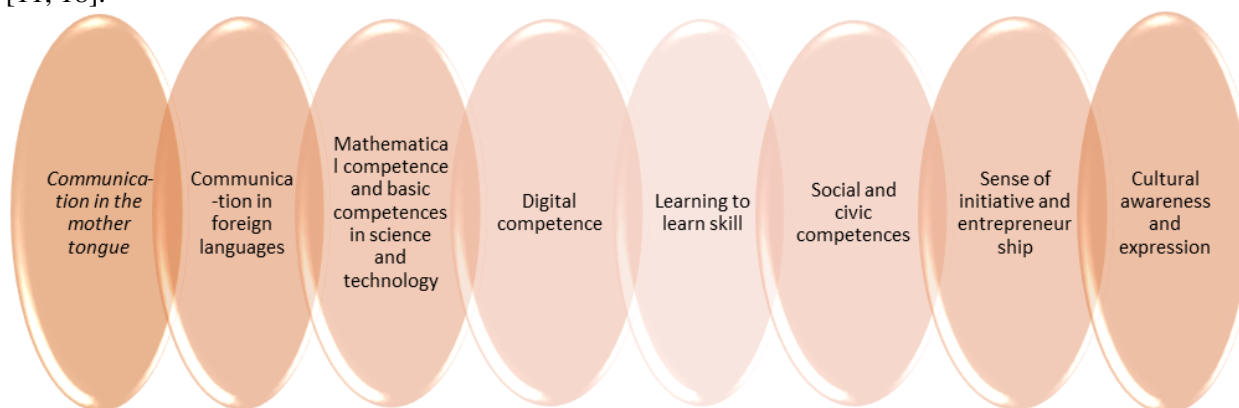 [11, 18].
Communica-
tion in the
mother
tongue
Communica
-tion in
foreign
languages
Mathematica
l competence
and basic
competences
in science
and
technology
Digital
competence
Learning to
learn skill
Social and
civic
competences
Sense of
initiative and
entrepreneur
ship
Cultural
awareness
and
expression